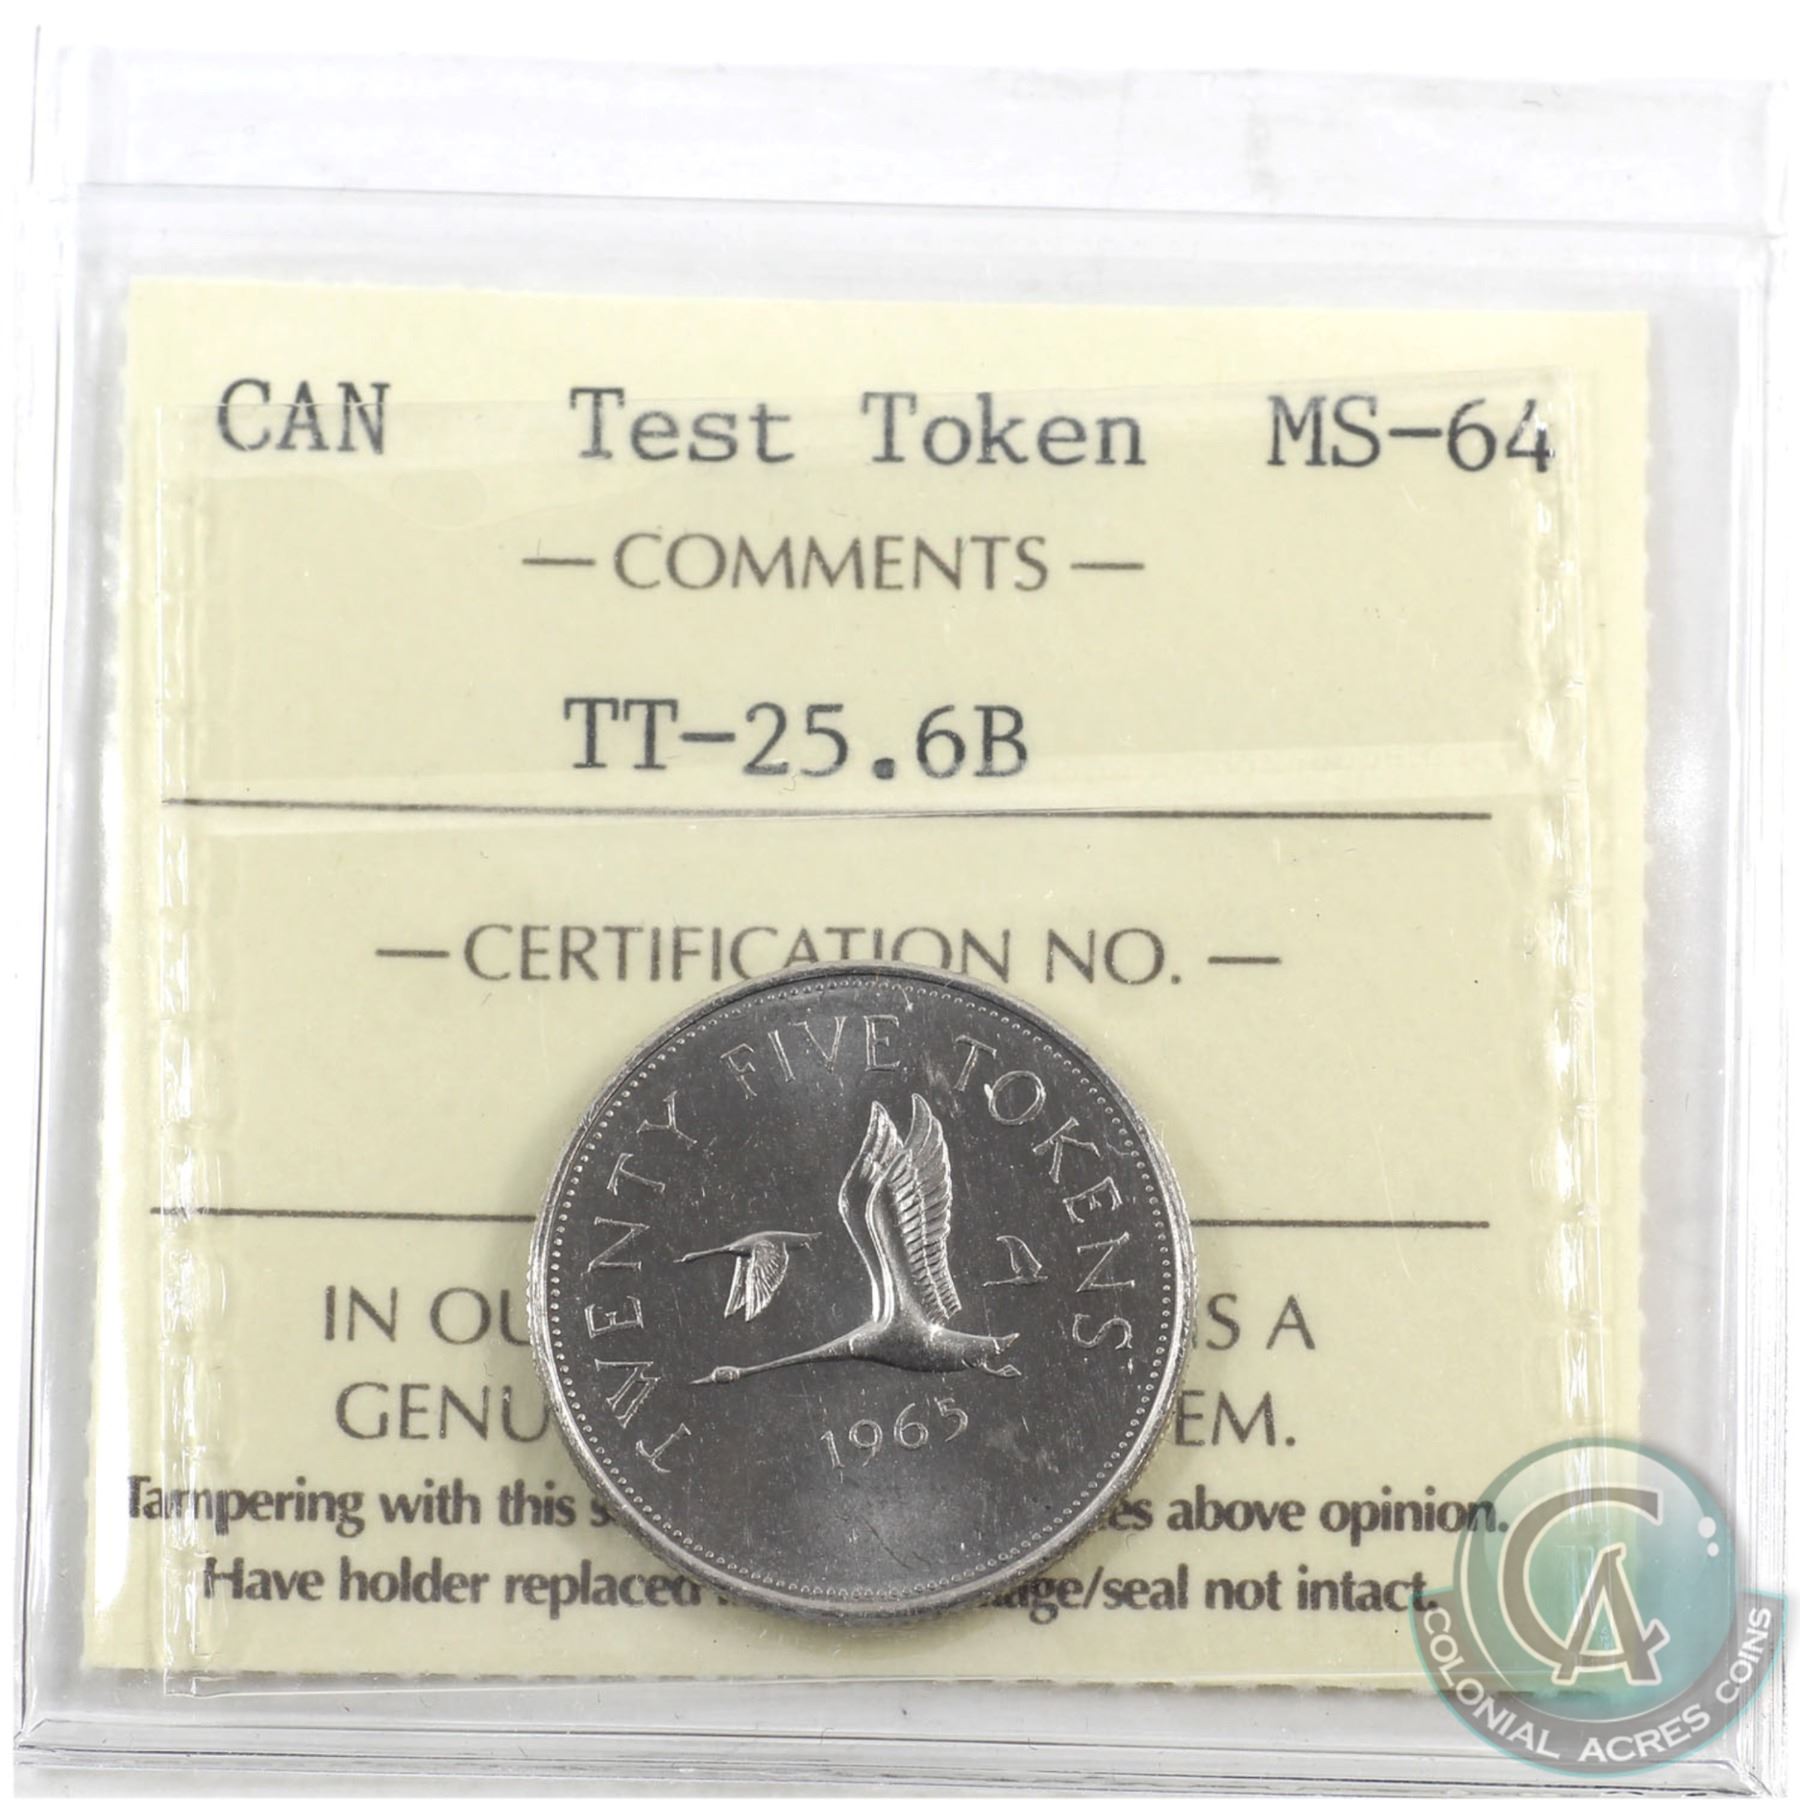 CAN Test Token MS-64
— COMMENTS —
TT-25.6B
— CERTIFICATION NO. —
TWENTY FIVE TOKENS
1965
IN OU S A
GENU EM.
Tampering with this s es above opinion.
Have holder replaced age/seal not intact.
CA
COLONIAL ACRES COINS